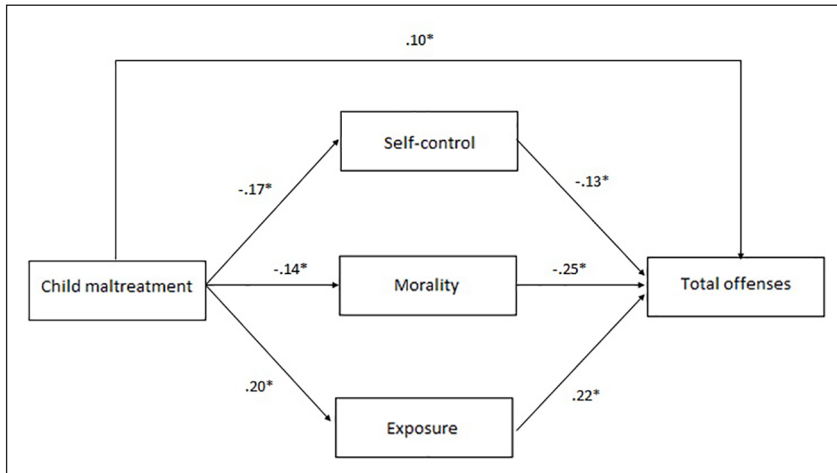 .10*
Self-control
-.17*
-.13*
Child maltreatment
-.14*
Morality
-.25*
Total offenses
.20*
Exposure
.22*